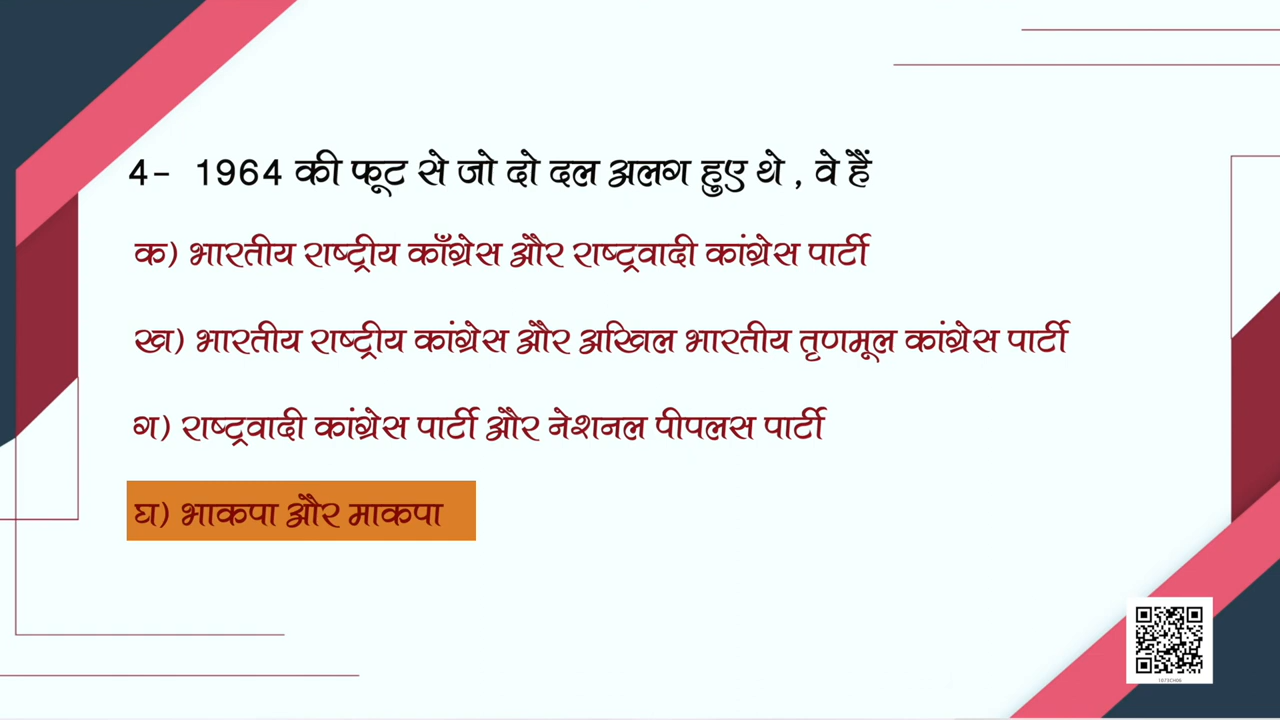 4- 1964 की फूट से जो दो दल अलग हुए थे , वे हैं
क) भारतीय राष्ट्रीय काँग्रेस और राष्ट्रवादी कांग्रेस पार्टी
ख) भारतीय राष्ट्रीय कांग्रेस और अखिल भारतीय तृणमूल कांग्रेस पार्टी
ग) राष्ट्रवादी कांग्रेस पार्टी और नेशनल पीपलस पार्टी
घ) भाकपा और माकपा
1073CH06